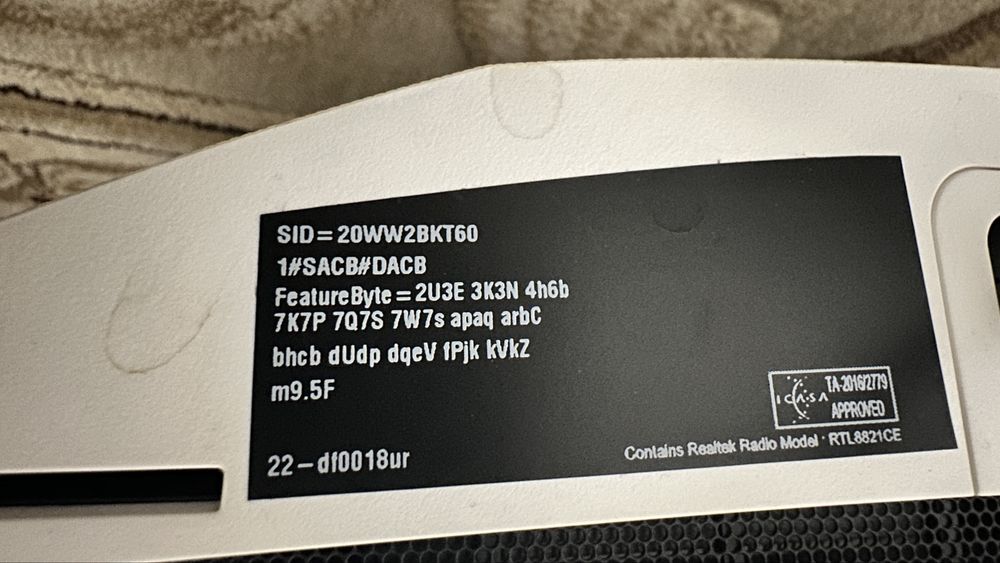 SID=20WW2BKT60
1#SACB#DACB
FeatureByte=2U3E 3K3N 4h6b
7K7P 7Q7S 7W7s apaq arbC
bhcb dUdp dqeV fPjk kVkZ
m9.5F
ICASA
TA-2016/2779
APPROVED
22-df0018ur
Contains Realtek Radio Model · RTL8821CE